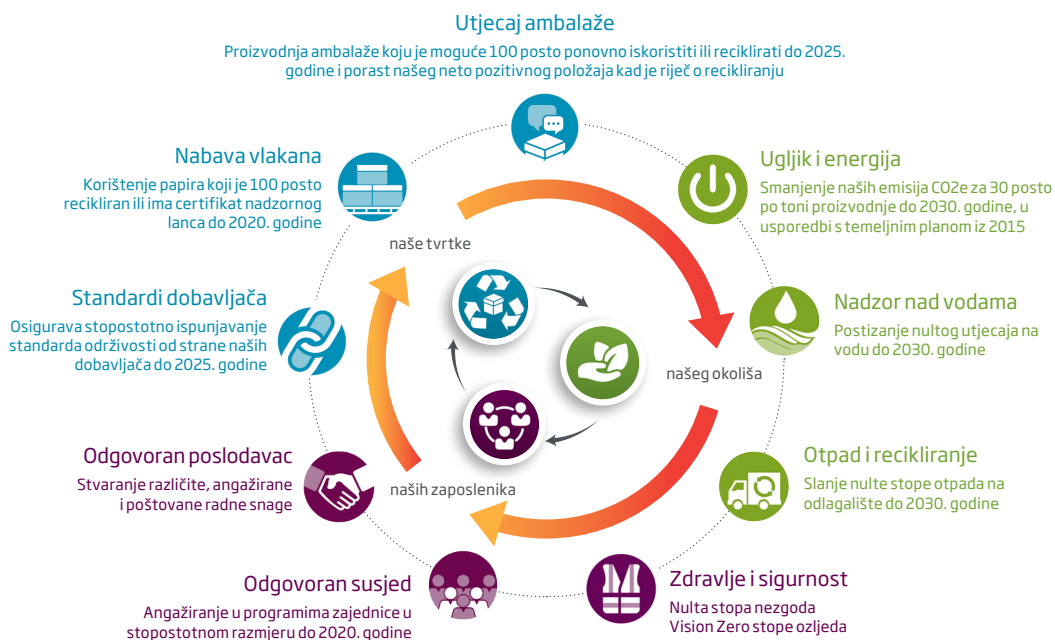 Utjecaj ambalaže
Proizvodnja ambalaže koju je moguće 100 posto ponovno iskoristiti ili reciklirati do 2025.
godine i porast našeg neto pozitivnog položaja kad je riječ o recikliranju
Nabava vlakana
Korištenje papira koji je 100 posto
recikliran ili ima certifikat nadzornog
lanca do 2020. godine
Ugljik i energija
Smanjenje naših emisija CO2e za 30 posto
po toni proizvodnje do 2030. godine, u
usporedbi s temeljnim planom iz 2015
naše tvrtke
Standardi dobavljača
Osigurava stopostotno ispunjavanje
standarda održivosti od strane naših
dobavljača do 2025. godine
Nadzor nad vodama
Postizanje nultog utjecaja na
vodu do 2030. godine
našeg okoliša
Odgovoran poslodavac
Stvaranje različite, angažirane
i poštovane radne snage
naših zaposlenika
Otpad i recikliranje
Slanje nulte stope otpada na
odlagalište do 2030. godine
Odgovoran susjed
Angažiranje u programima zajednice u
stopostotnom razmjeru do 2020. godine
Zdravlje i sigurnost
Nulta stopa nezgoda
Vision Zero stope ozljeda